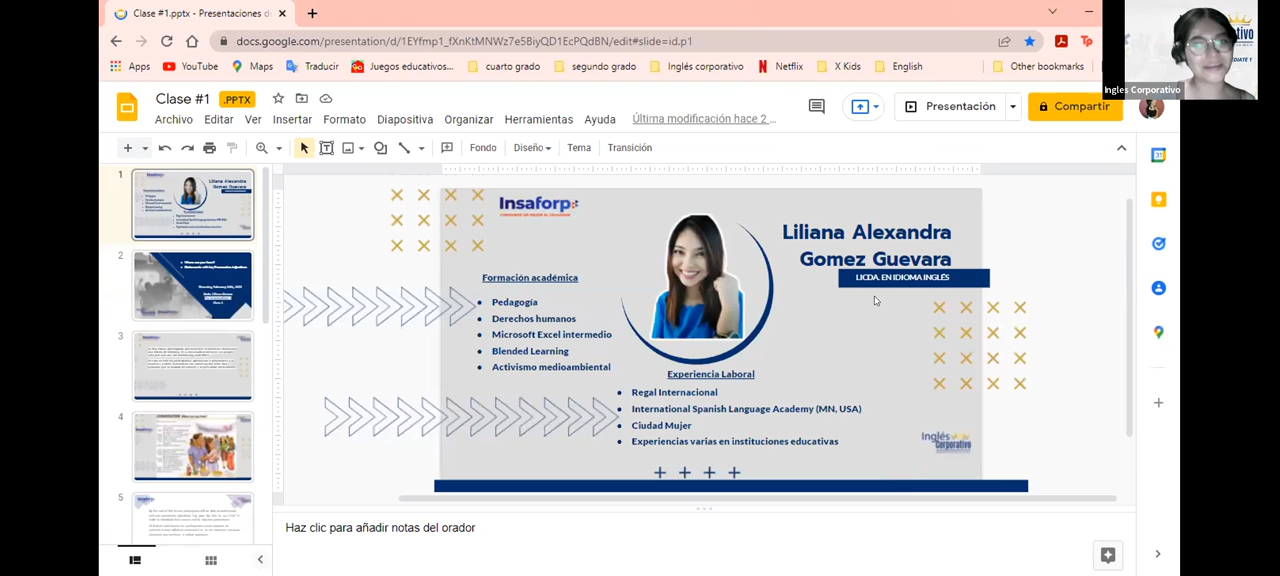 Clase #1.pptx - Presentaciones d
docs.google.com/presentation/d/1EYfmp1_fXnKtMNWz7e5BiyQD1EcPQdBN/edit#slide=id.p1
Apps YouTube Maps Traducir Juegos educativos... cuarto grado segundo grado Inglés corporativo Netflix X Kids English Other bookmarks
Ingles Corporativo
Clase #1 .PPTX
Archivo Editar Ver Insertar Formato Diapositiva Organizar Herramientas Ayuda Última modificación hace 2 ...
Presentación
Compartir
Fondo Diseño Tema Transición
1
2
3
4
5
Insaforp
Liliana Alexandra
Gomez Guevara
LICDA. EN IDIOMA INGLÉS
Formación académica
• Pedagogía
• Derechos humanos
• Microsoft Excel intermedio
• Blended Learning
• Activismo medioambiental
Experiencia Laboral
• Regal Internacional
• International Spanish Language Academy (MN, USA)
• Ciudad Mujer
• Experiencias varias en instituciones educativas
Inglés
Corporativo
Haz clic para añadir notas del orador